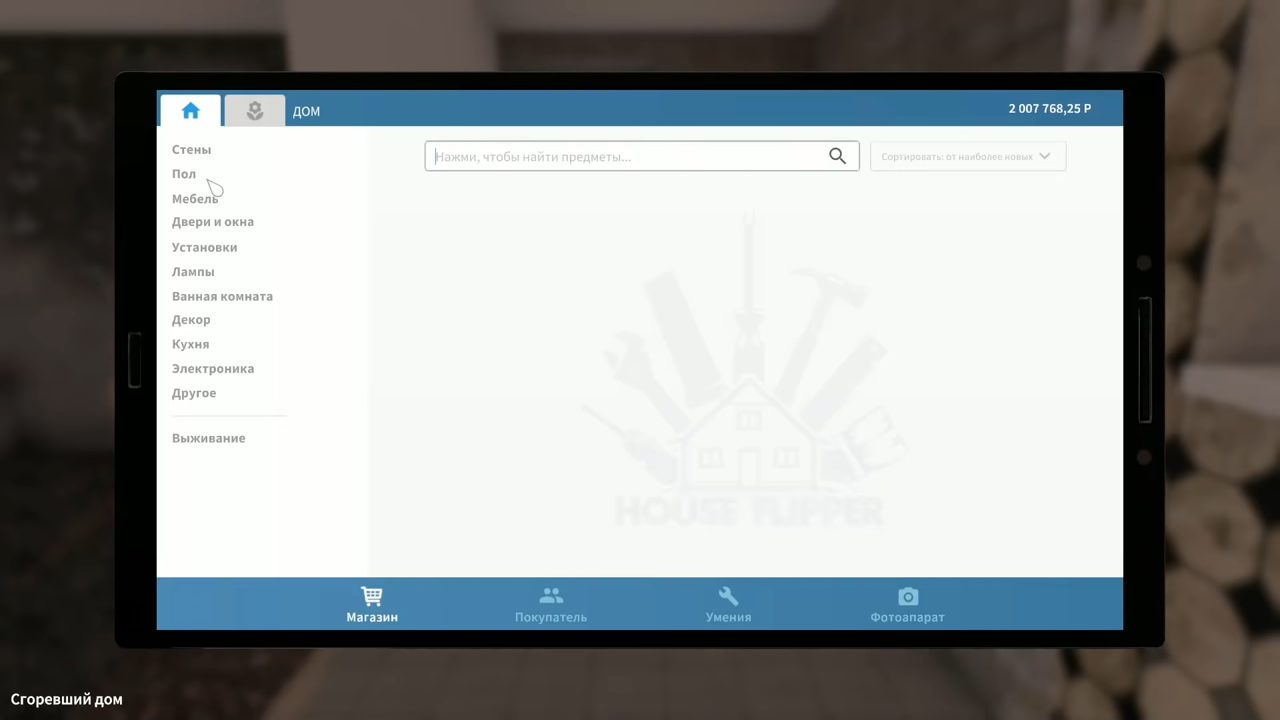 ДОМ
2 007 768,25 Р
Стены
Пол
Мебель
Двери и окна
Установки
Лампы
Ванная комната
Декор
Кухня
Электроника
Другое
Выживание
Нажми, чтобы найти предметы...
Сортировать: от наиболее новых
HOUSE FLIPPER
Магазин
Покупатель
Умения
Фотоапарат
Сгоревший дом